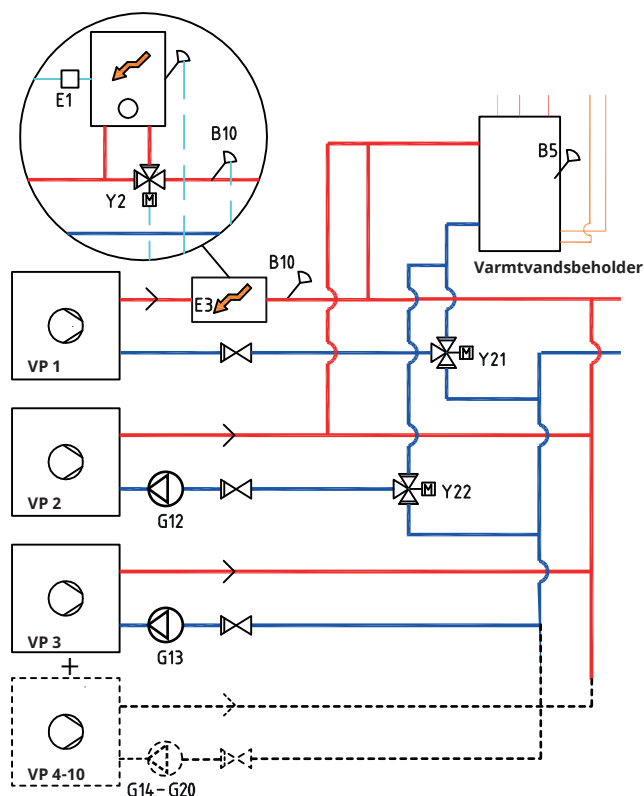 E1
B10
Y2
M
B5
Varmtvandsbeholder
B10
E3
VP 1
M
Y21
VP 2
G12
M
Y22
VP 3
G13
+
VP 4-10
G14-G20